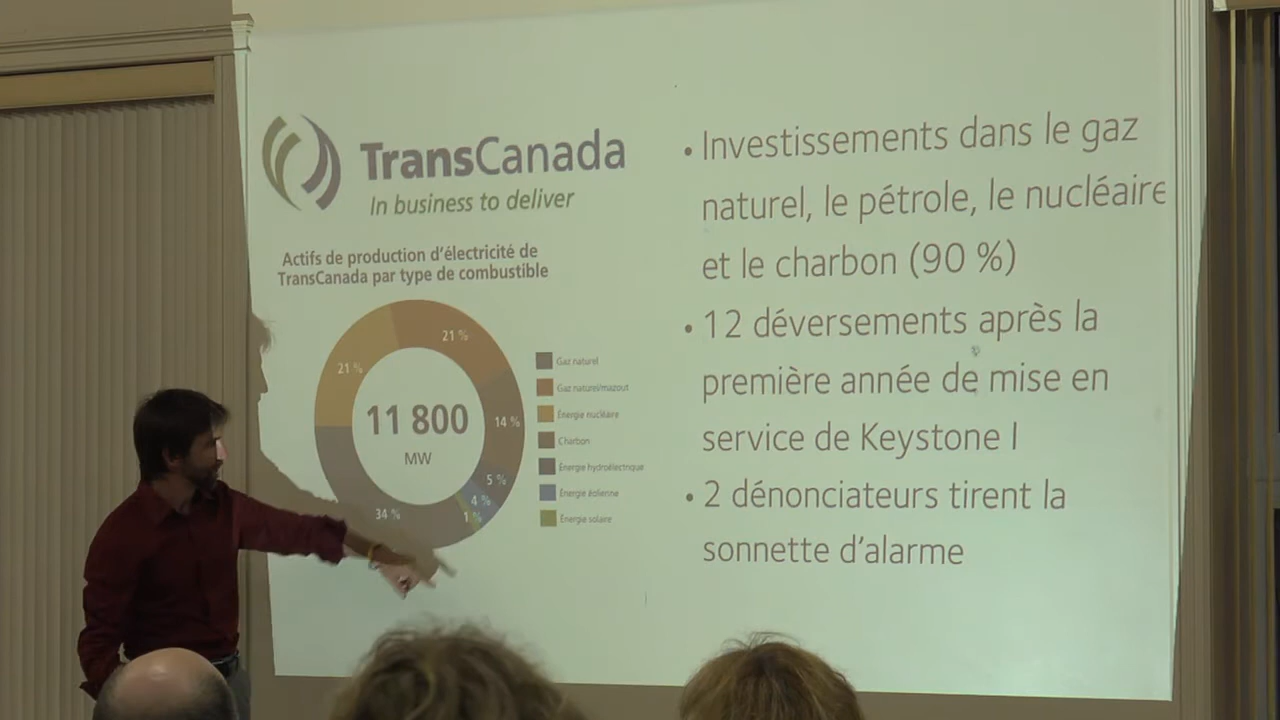 TransCanada
In business to deliver
Actifs de production d'électricité de
TransCanada par type de combustible
21 %
21 %
11 800
MW
14 %
5 %
4 %
1 %
34 %
Gaz naturel
Gaz naturel/mazout
Énergie nucléaire
Charbon
Énergie hydroélectrique
Énergie éolienne
Énergie solaire
• Investissements dans le gaz
naturel, le pétrole, le nucléaire
et le charbon (90 %)
• 12 déversements après la
première année de mise en
service de Keystone I
• 2 dénonciateurs tirent la
sonnette d'alarme